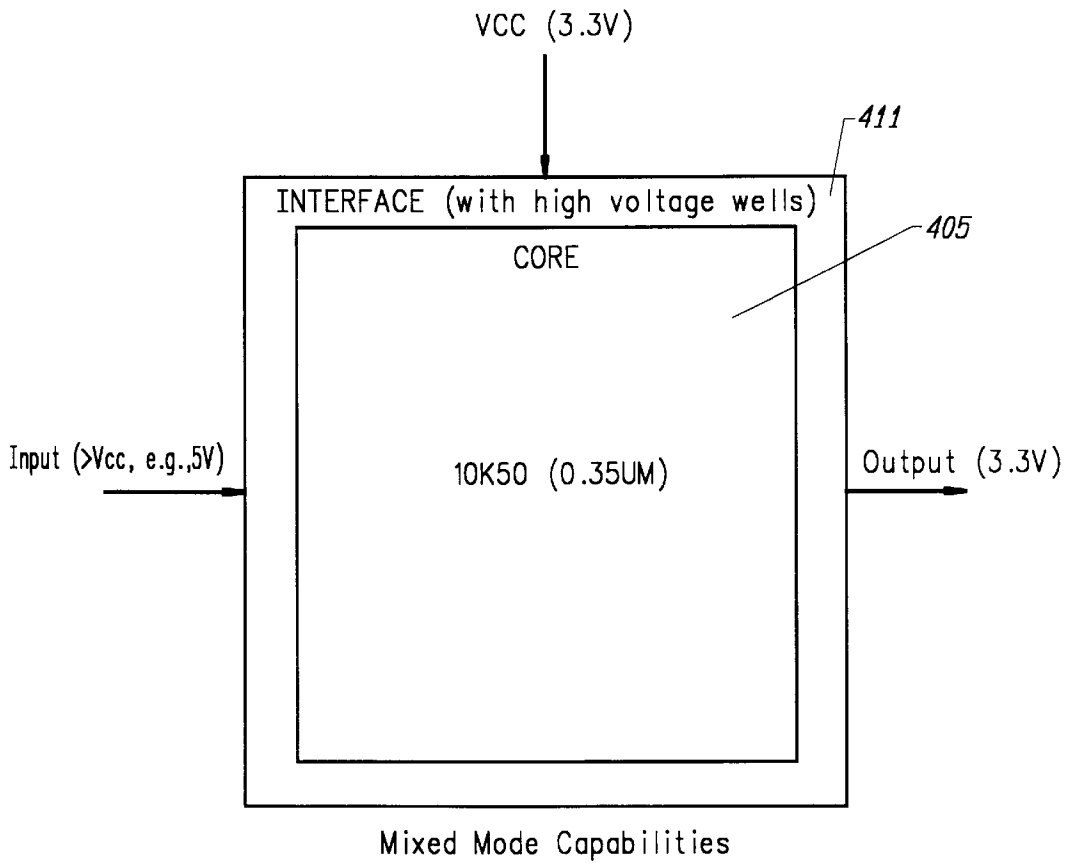 VCC (3.3V)
411
INTERFACE (with high voltage wells)
405
CORE
Input (>Vcc, e.g.,5V)
10K50 (0.35UM)
Output (3.3V)
Mixed Mode Capabilities